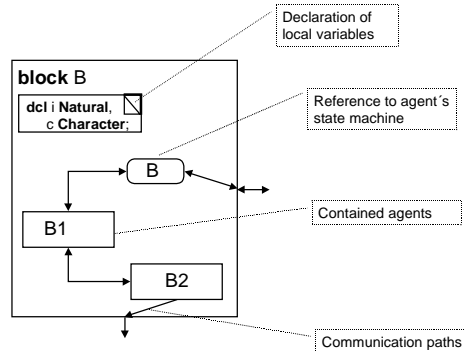 Declaration of
local variables
block B
dcl i Natural,
c Character;
Reference to agent´s
state machine
B
B1
Contained agents
B2
Communication paths